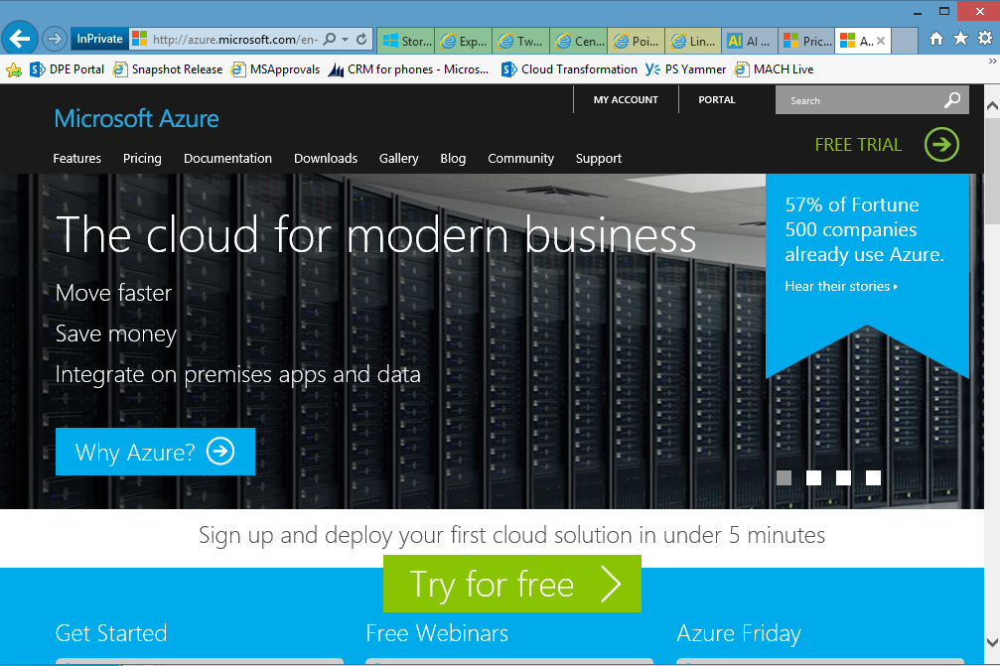 InPrivate
http://azure.microsoft.com/en-
Stor...
Exp...
Tw...
Cen...
Poi...
Lin...
AI
AI ...
Pric...
A..
DPE Portal
Snapshot Release
MSApprovals
CRM for phones - Micros...
Cloud Transformation
PS Yammer
MACH Live
MY ACCOUNT
PORTAL
Search
Microsoft Azure
FREE TRIAL
Features
Pricing
Documentation
Downloads
Gallery
Blog
Community
Support
The cloud for modern business
Move faster
Save money
Integrate on premises apps and data
Why Azure?
57% of Fortune
500 companies
already use Azure.
Hear their stories
Sign up and deploy your first cloud solution in under 5 minutes
Try for free
Get Started
Free Webinars
Azure Friday